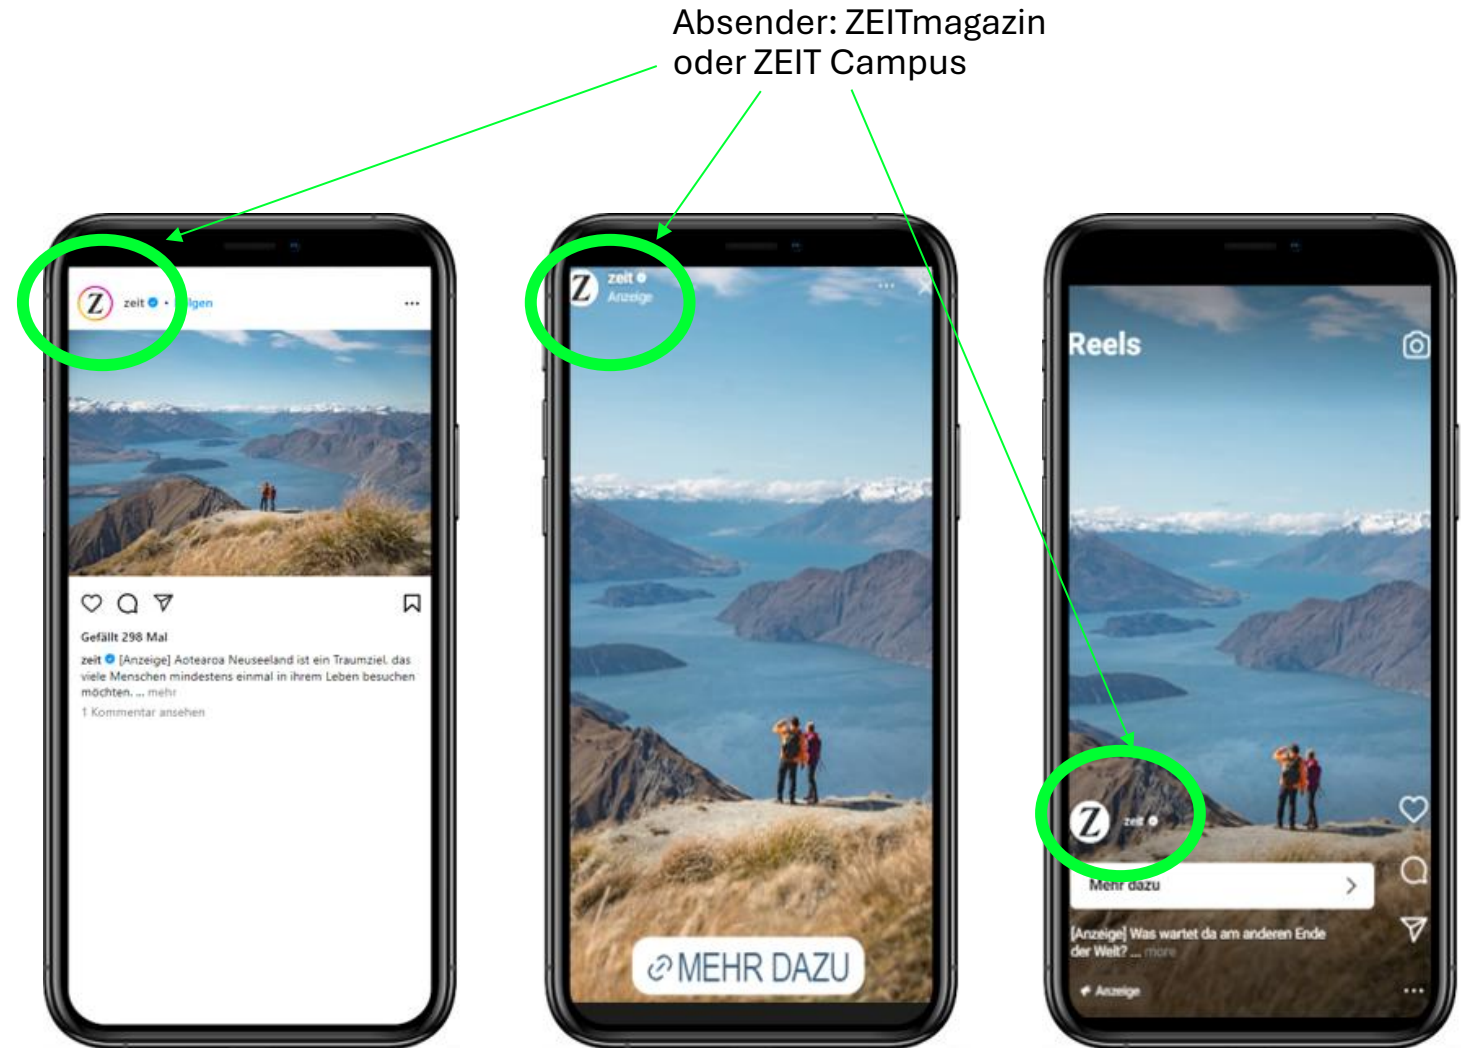 Absender: ZEITmagazin
oder ZEIT Campus
Z zeit • Folgen
Gefällt 298 Mal
zeit [Anzeige] Aotearoa Neuseeland ist ein Traumziel. das
viele Menschen mindestens einmal in ihrem Leben besuchen
möchten. ... mehr
1 Kommentar ansehen
Z zeit
Anzeige
MEHR DAZU
Reels
Z zeit
Mehr dazu
[Anzeige] Was wartet da am anderen Ende
der Welt? ... more
Anzeige